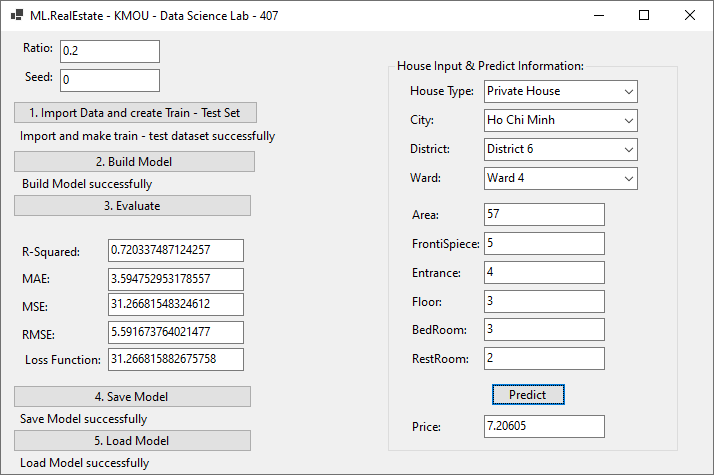 ML.RealEstate - KMOU - Data Science Lab - 407
Ratio: 0.2
Seed: 0
1. Import Data and create Train - Test Set
Import and make train - test dataset successfully
2. Build Model
Build Model successfully
3. Evaluate
R-Squared: 0.720337487124257
MAE: 3.594752953178557
MSE: 31.26681548324612
RMSE: 5.591673764021477
Loss Function: 31.266815882675758
4. Save Model
Save Model successfully
5. Load Model
Load Model successfully
House Input & Predict Information:
House Type: Private House
City: Ho Chi Minh
District: District 6
Ward: Ward 4
Area: 57
FrontiSpiece: 5
Entrance: 4
Floor: 3
BedRoom: 3
RestRoom: 2
Predict
Price: 7.20605